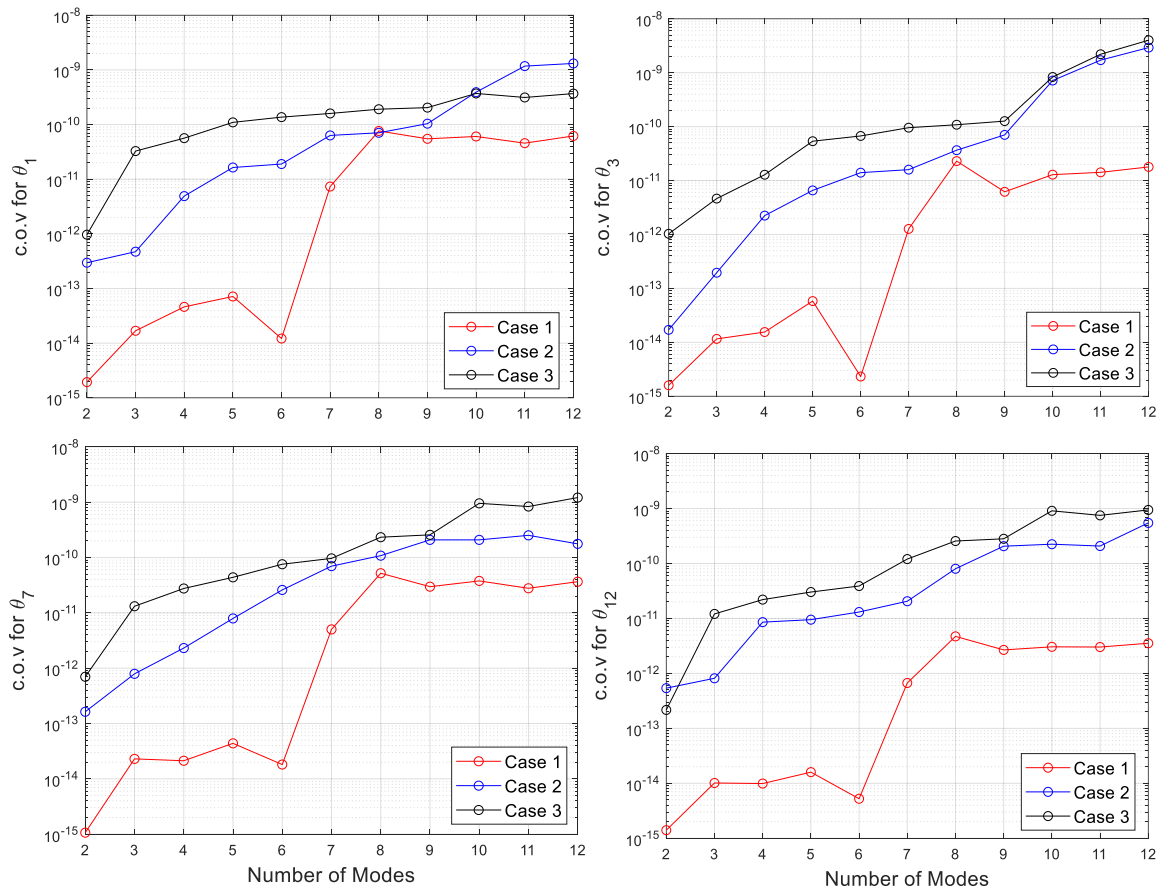 10^-8
10^-9
10^-10
10^-11
10^-12
10^-13
10^-14
10^-15
c.o.v for θ_1
2 3 4 5 6 7 8 9 10 11 12
Case 1
Case 2
Case 3
10^-8
10^-9
10^-10
10^-11
10^-12
10^-13
10^-14
10^-15
c.o.v for θ_3
2 3 4 5 6 7 8 9 10 11 12
Case 1
Case 2
Case 3
10^-8
10^-9
10^-10
10^-11
10^-12
10^-13
10^-14
10^-15
c.o.v for θ_7
2 3 4 5 6 7 8 9 10 11 12
Number of Modes
Case 1
Case 2
Case 3
10^-8
10^-9
10^-10
10^-11
10^-12
10^-13
10^-14
10^-15
c.o.v for θ_12
2 3 4 5 6 7 8 9 10 11 12
Number of Modes
Case 1
Case 2
Case 3